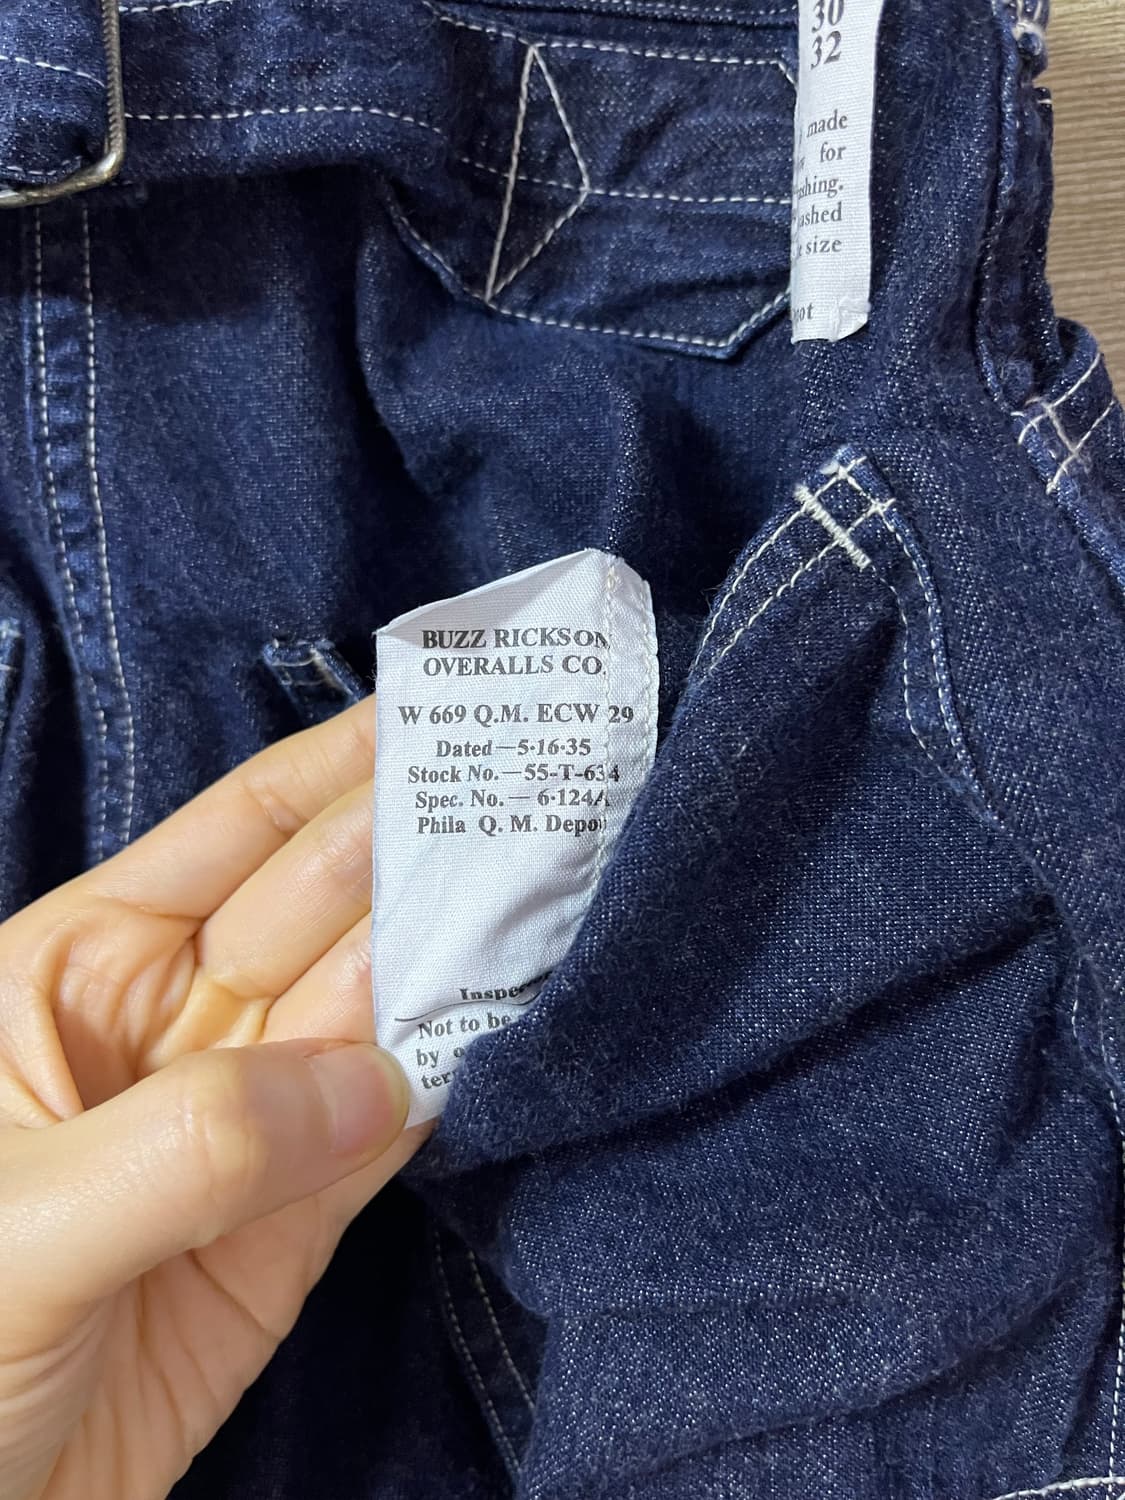 30
32
made
for
ashed
size
BUZZ RICKSON
OVERALLS CO.
W 669 Q.M. ECW 29
Dated—5-16-35
Stock No.—55-T-634
Spec. No.— 6-124A
Phila Q. M. Depot
Not to be
by